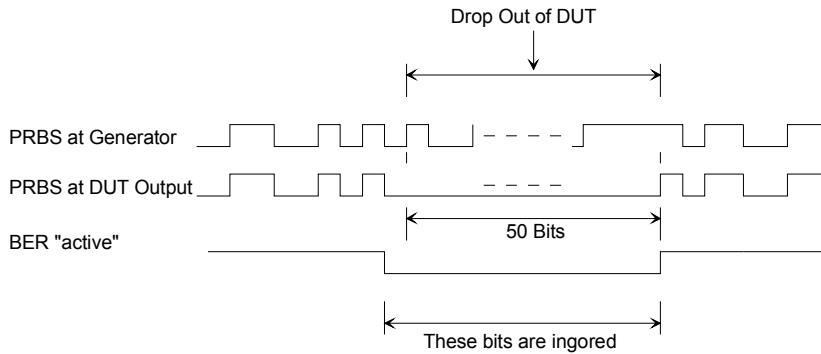 Drop Out of DUT
PRBS at Generator
PRBS at DUT Output
50 Bits
BER "active"
These bits are ingored